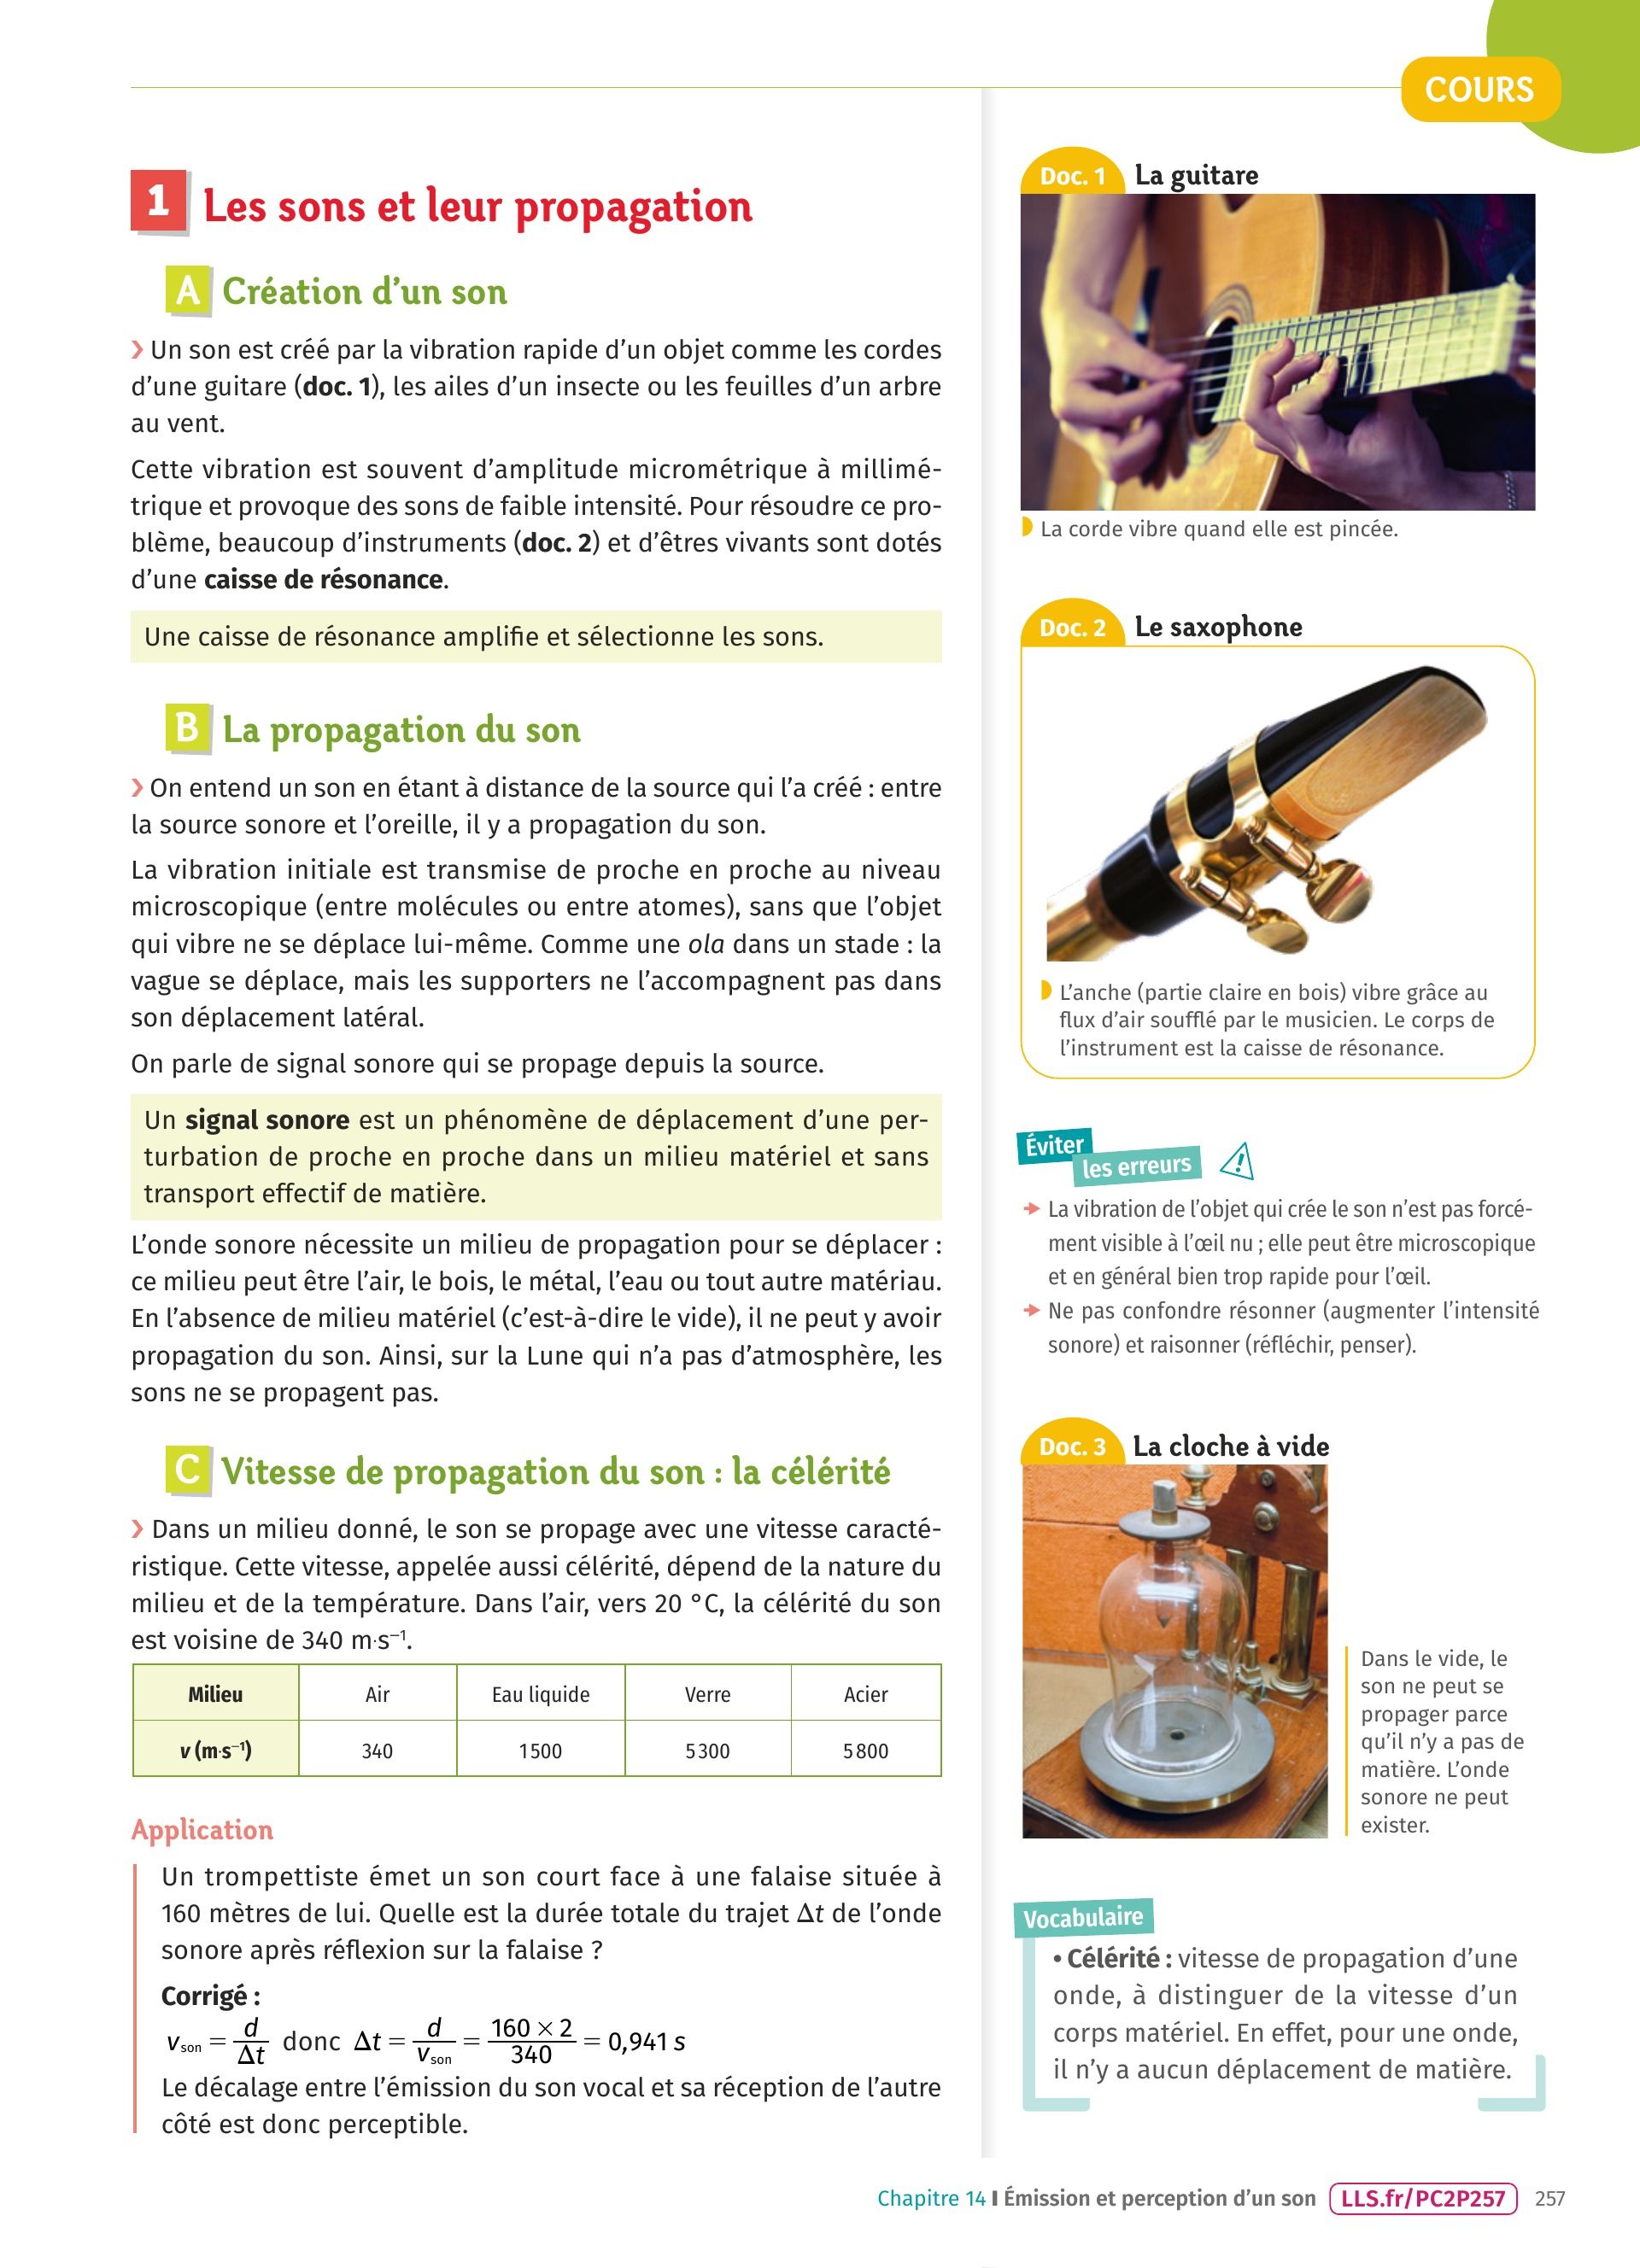 COURS
1 Les sons et leur propagation
A Création d’un son
› Un son est créé par la vibration rapide d’un objet comme les cordes
d’une guitare (doc. 1), les ailes d’un insecte ou les feuilles d’un arbre
au vent.
Cette vibration est souvent d’amplitude micrométrique à millimé-
trique et provoque des sons de faible intensité. Pour résoudre ce pro-
blème, beaucoup d’instruments (doc. 2) et d’êtres vivants sont dotés
d’une caisse de résonance.
Une caisse de résonance amplifie et sélectionne les sons.
B La propagation du son
› On entend un son en étant à distance de la source qui l’a créé : entre
la source sonore et l’oreille, il y a propagation du son.
La vibration initiale est transmise de proche en proche au niveau
microscopique (entre molécules ou entre atomes), sans que l’objet
qui vibre ne se déplace lui-même. Comme une ola dans un stade : la
vague se déplace, mais les supporters ne l’accompagnent pas dans
son déplacement latéral.
On parle de signal sonore qui se propage depuis la source.
Un signal sonore est un phénomène de déplacement d’une per-
turbation de proche en proche dans un milieu matériel et sans
transport effectif de matière.
L’onde sonore nécessite un milieu de propagation pour se déplacer :
ce milieu peut être l’air, le bois, le métal, l’eau ou tout autre matériau.
En l’absence de milieu matériel (c’est-à-dire le vide), il ne peut y avoir
propagation du son. Ainsi, sur la Lune qui n’a pas d’atmosphère, les
sons ne se propagent pas.
C Vitesse de propagation du son : la célérité
› Dans un milieu donné, le son se propage avec une vitesse caracté-
ristique. Cette vitesse, appelée aussi célérité, dépend de la nature du
milieu et de la température. Dans l’air, vers 20 °C, la célérité du son
est voisine de 340 m·s⁻¹.
Milieu Air Eau liquide Verre Acier
v (m·s⁻¹) 340 1 500 5 300 5 800
Application
Un trompettiste émet un son court face à une falaise située à
160 mètres de lui. Quelle est la durée totale du trajet Δt de l’onde
sonore après réflexion sur la falaise ?
Corrigé :
v_son = d/Δt donc Δt = d/v_son = 160 × 2/340 = 0,941 s
Le décalage entre l’émission du son vocal et sa réception de l’autre
côté est donc perceptible.
Doc. 1 La guitare
La corde vibre quand elle est pincée.
Doc. 2 Le saxophone
L’anche (partie claire en bois) vibre grâce au
flux d’air soufflé par le musicien. Le corps de
l’instrument est la caisse de résonance.
Éviter
les erreurs
La vibration de l’objet qui crée le son n’est pas forcé-
ment visible à l’œil nu ; elle peut être microscopique
et en général bien trop rapide pour l’œil.
Ne pas confondre résonner (augmenter l’intensité
sonore) et raisonner (réfléchir, penser).
Doc. 3 La cloche à vide
Dans le vide, le
son ne peut se
propager parce
qu’il n’y a pas de
matière. L’onde
sonore ne peut
exister.
Vocabulaire
• Célérité : vitesse de propagation d’une
onde, à distinguer de la vitesse d’un
corps matériel. En effet, pour une onde,
il n’y a aucun déplacement de matière.
Chapitre 14 I Émission et perception d’un son LLS.fr/PC2P257 257